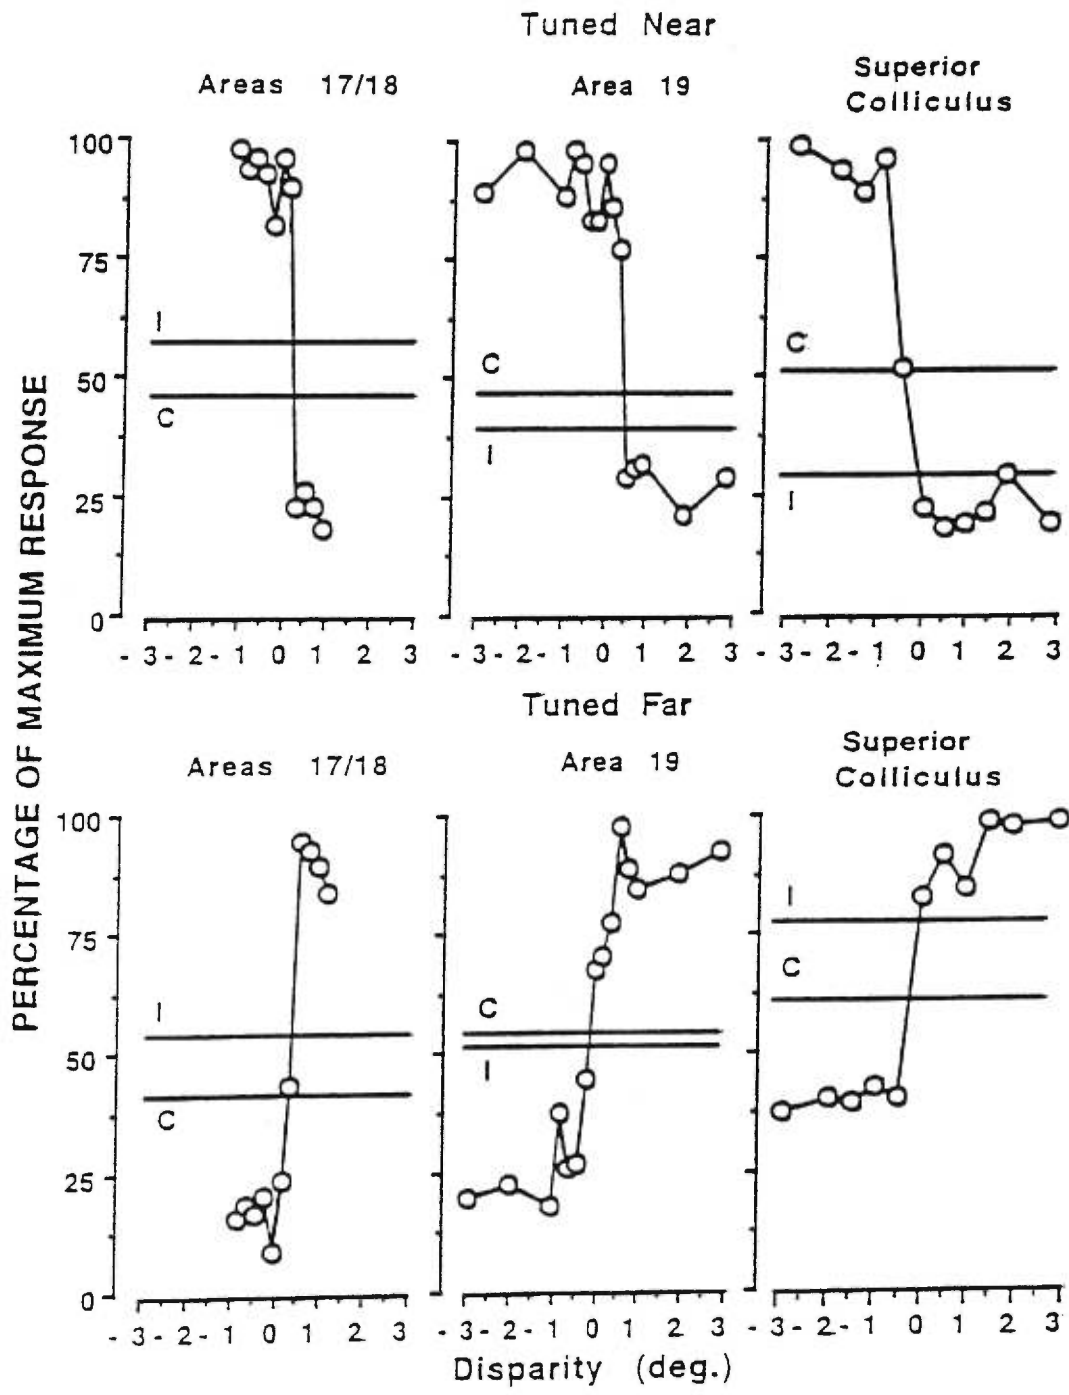 Tuned Near
Areas 17/18
Area 19
Superior
Colliculus
PERCENTAGE OF MAXIMUM RESPONSE
100
75
50
25
0
I
C
C
I
C
I
-3-2-1 0 1 2 3
-3-2-1 0 1 2 3
-3-2-1 0 1 2 3
Tuned Far
Areas 17/18
Area 19
Superior
Colliculus
100
75
50
25
0
I
C
C
I
I
C
-3-2-1 0 1 2 3
-3-2-1 0 1 2 3
-3-2-1 0 1 2 3
Disparity (deg.)